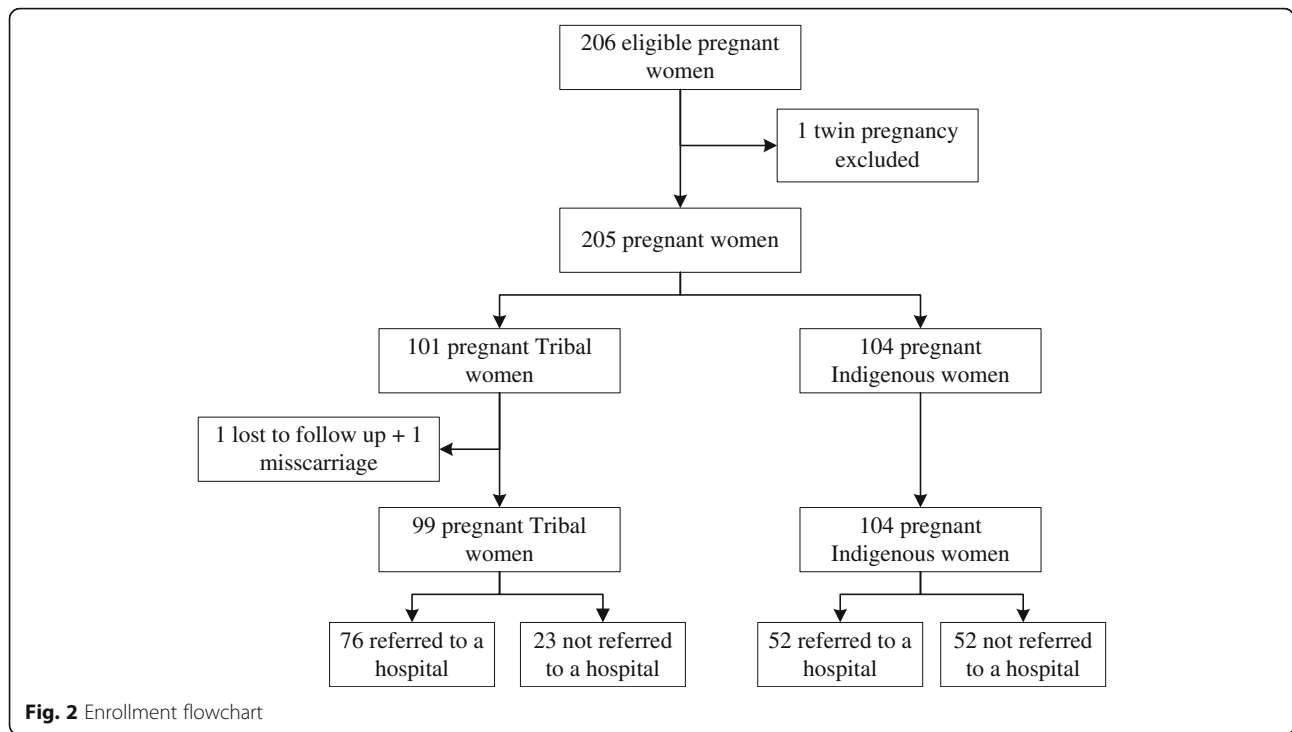 206 eligible pregnant
women
1 twin pregnancy
excluded
205 pregnant women
101 pregnant Tribal
women
104 pregnant
Indigenous women
1 lost to follow up + 1
misscarriage
99 pregnant Tribal
women
104 pregnant
Indigenous women
76 referred to a
hospital
23 not referred
to a hospital
52 referred to a
hospital
52 not referred
to a hospital
Fig. 2 Enrollment flowchart